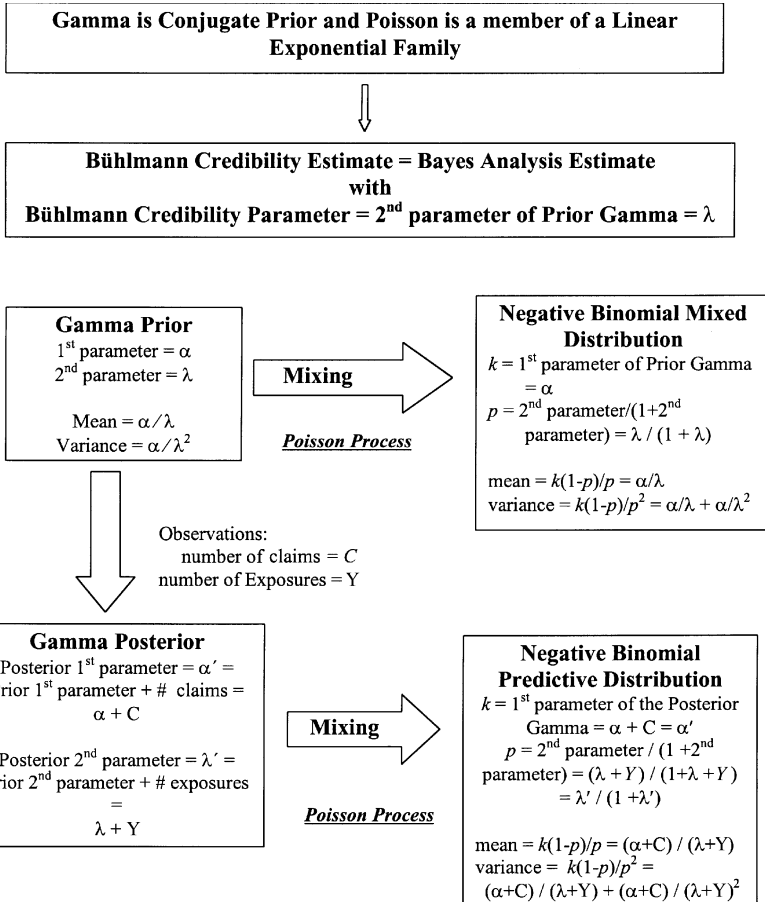 Gamma is Conjugate Prior and Poisson is a member of a Linear
Exponential Family
Bühlmann Credibility Estimate = Bayes Analysis Estimate
with
Bühlmann Credibility Parameter = 2nd parameter of Prior Gamma = λ
Gamma Prior
1st parameter = α
2nd parameter = λ
Mean = α/λ
Variance = α/λ²
Mixing
Poisson Process
Negative Binomial Mixed
Distribution
k = 1st parameter of Prior Gamma
= α
p = 2nd parameter/(1+2nd
parameter) = λ / (1 + λ)
mean = k(1-p)/p = α/λ
variance = k(1-p)/p² = α/λ + α/λ²
Observations:
number of claims = C
number of Exposures = Y
Gamma Posterior
Posterior 1st parameter = α´ =
rior 1st parameter + # claims =
α + C
Posterior 2nd parameter = λ´ =
rior 2nd parameter + # exposures
=
λ + Y
Mixing
Poisson Process
Negative Binomial
Predictive Distribution
k = 1st parameter of the Posterior
Gamma = α + C = α′
p = 2nd parameter / (1 +2nd
parameter) = (λ + Y) / (1+λ + Y)
= λ′ / (1 +λ′)
mean = k(1-p)/p = (α+C) / (λ+Y)
variance = k(1-p)/p² =
(α+C) / (λ+Y) + (α+C) / (λ+Y)²